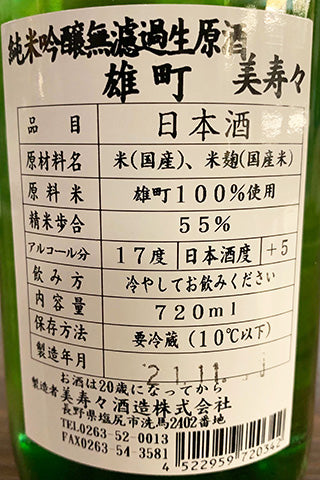 純米吟醸無濾過生原酒
雄町 美寿々
品目 日本酒
原材料名 米(国産)、米麹(国産米)
原料米 雄町100%使用
精米歩合 55%
アルコール分 17度 日本酒度 +5
飲み方 冷やしてお飲みください
内容量 720ml
保存方法 要冷蔵(10℃以下)
製造年月 21.11.
お酒は20歳になってから
製造者 美寿々酒造株式会社
長野県塩尻市洗馬2402番地
TEL0263-52-0013
FAX0263-54-3581
4 522959 720342